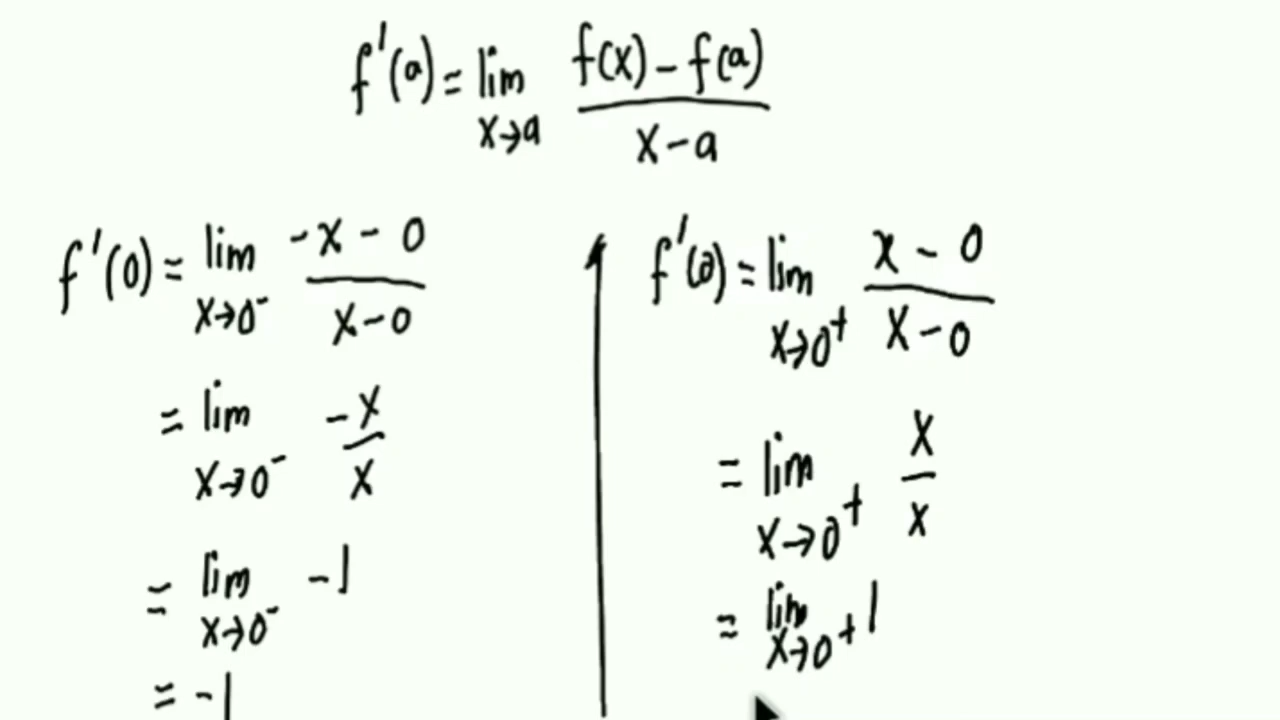 f'(a) = lim x→a (f(x) - f(a))/(x - a)
f'(0) = lim x→0⁻ (-x - 0)/(x - 0)
= lim x→0⁻ -x/x
= lim x→0⁻ -1
= -1
f'(0) = lim x→0⁺ (x - 0)/(x - 0)
= lim x→0⁺ x/x
= lim x→0⁺ 1